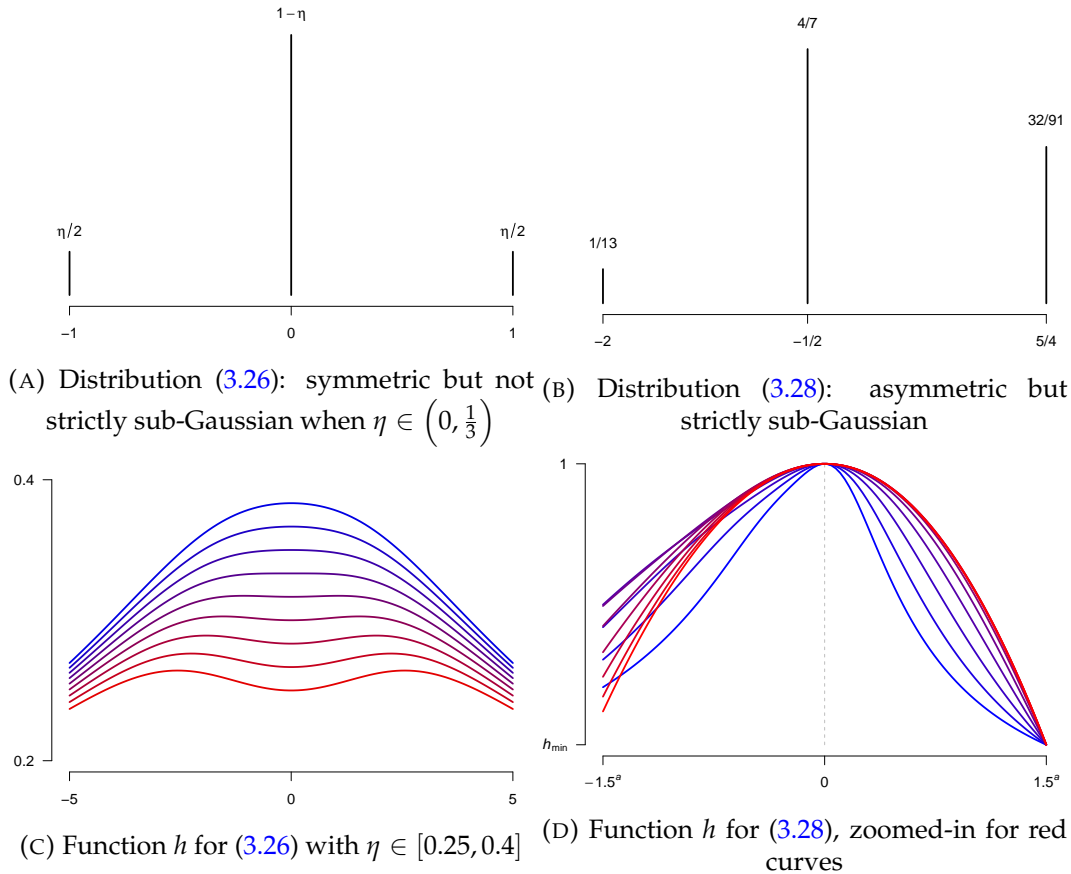 1 − η
η/2
η/2
−1
0
1
(A) Distribution (3.26): symmetric but not
strictly sub-Gaussian when η ∈ (0, 1/3)
4/7
32/91
1/13
−2
−1/2
5/4
(B) Distribution (3.28): asymmetric but
strictly sub-Gaussian
0.4
0.2
−5
0
5
(C) Function h for (3.26) with η ∈ [0.25, 0.4]
1
h_min
−1.5^a
0
1.5^a
(D) Function h for (3.28), zoomed-in for red
curves